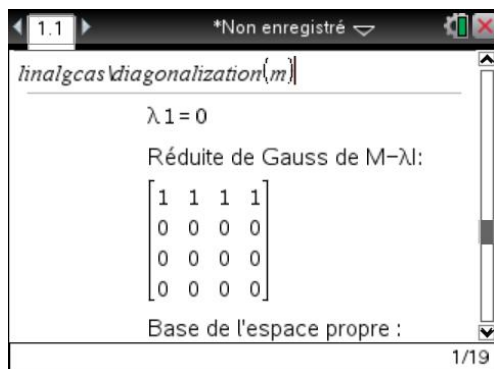 1.1
*Non enregistré
linalgcas\diagonalization(m)
λ1=0
Réduite de Gauss de M-λI:
1 1 1 1
0 0 0 0
0 0 0 0
0 0 0 0
Base de l'espace propre :
1/19